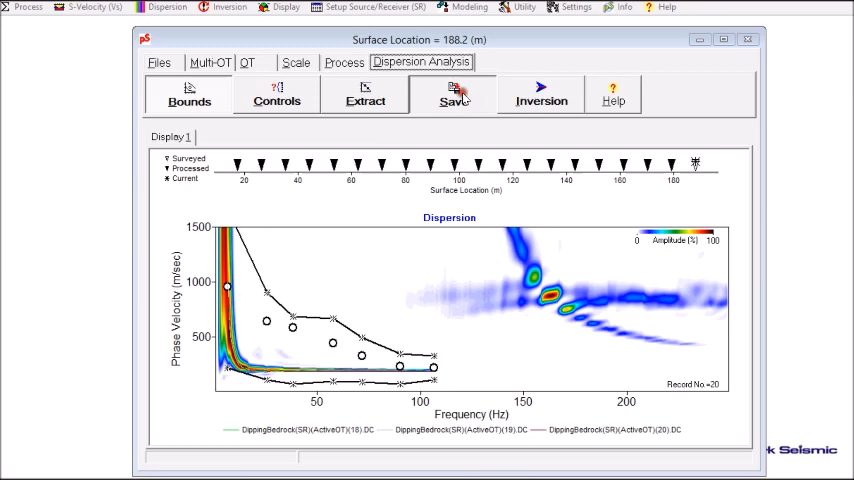 Process S-Velocity (Vs) Dispersion Inversion Display Setup Source/Receiver (SR) Modeling Utility Settings Info Help
pS Surface Location = 188.2 (m)
Files Multi-OT OT Scale Process Dispersion Analysis
Bounds Controls Extract Save Inversion Help
Display 1
Surveyed
Processed
Current
20 40 60 80 100 120 140 160 180
Surface Location (m)
Dispersion
1500
1000
500
Phase Velocity (m/sec)
0 100
Amplitude (%)
Record No.=20
50 100 150 200
Frequency (Hz)
DippingBedrock(SR)(ActiveOT)(18).DC DippingBedrock(SR)(ActiveOT)(19).DC DippingBedrock(SR)(ActiveOT)(20).DC
k Seismic